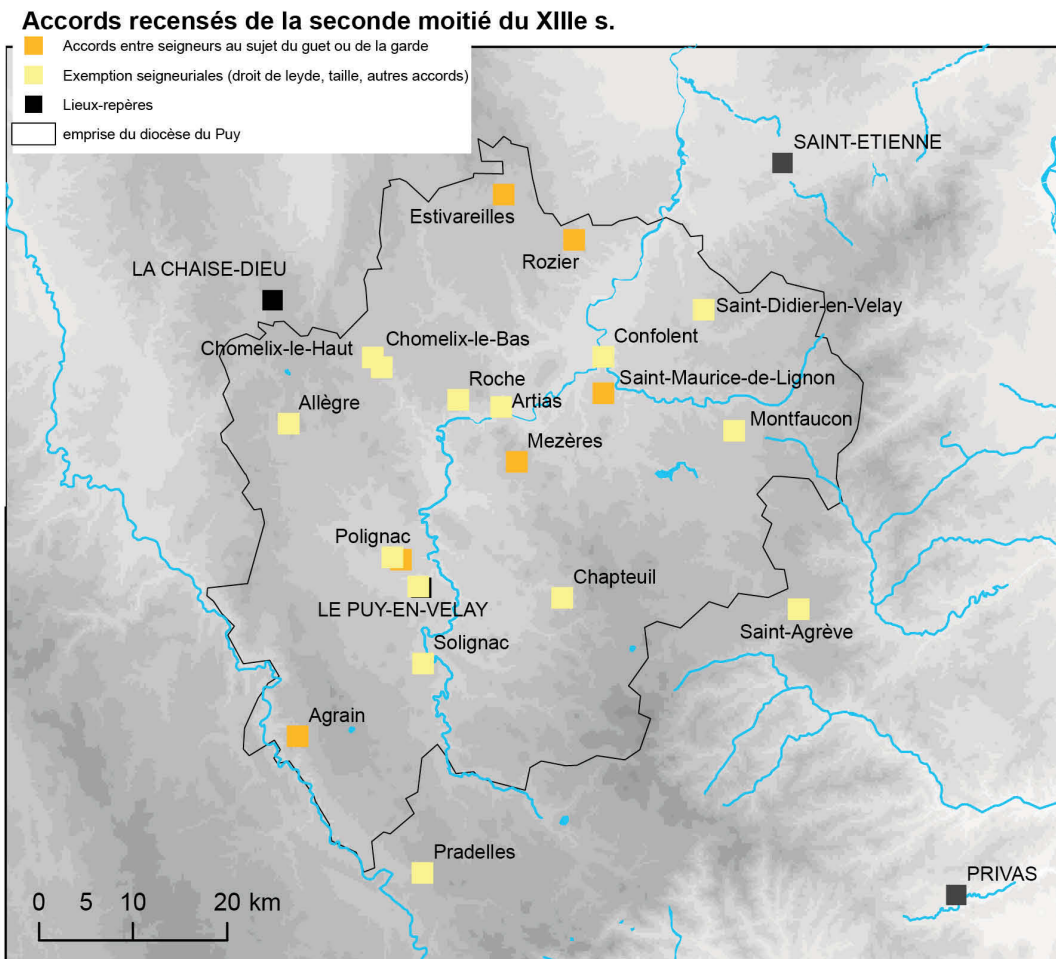 Accords recensés de la seconde moitié du XIIIe s.
Accords entre seigneurs au sujet du guet ou de la garde
Exemption seigneuriales (droit de leyde, taille, autres accords)
Lieux-repères
emprise du diocèse du Puy
SAINT-ETIENNE
Estivareilles
Rozier
LA CHAISE-DIEU
Saint-Didier-en-Velay
Chomelix-le-Bas
Confolent
Chomelix-le-Haut
Roche
Saint-Maurice-de-Lignon
Artias
Allègre
Montfaucon
Mezères
Polignac
Chapteuil
LE PUY-EN-VELAY
Saint-Agrève
Solignac
Agrain
Pradelles
PRIVAS
0 5 10 20 km